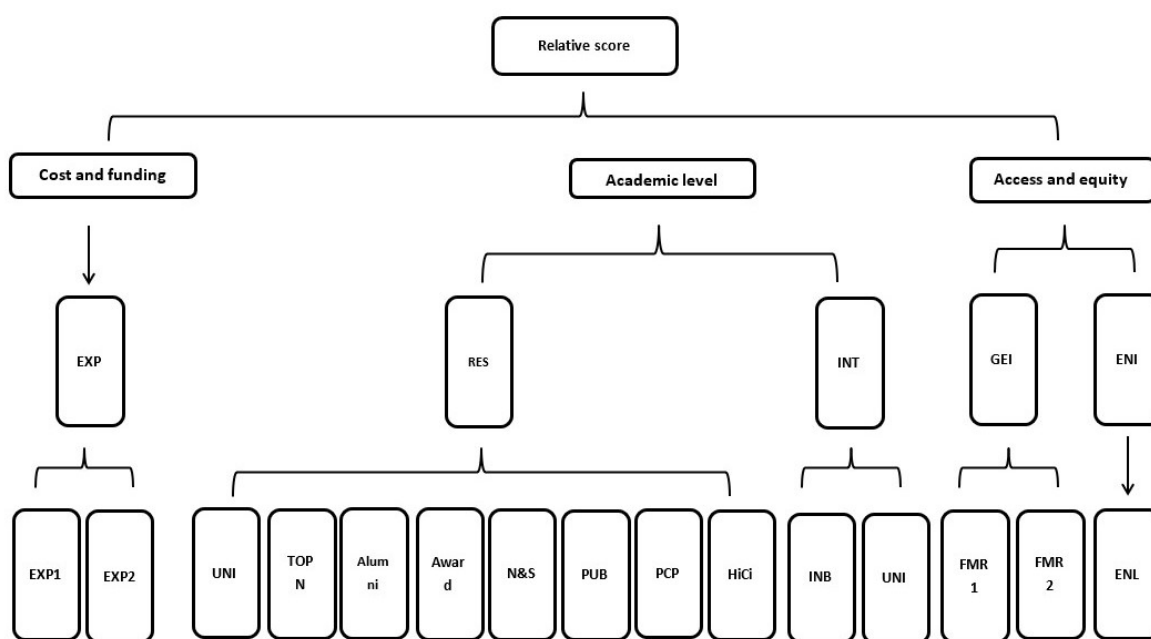 Relative score
Cost and funding
Academic level
Access and equity
EXP
RES
INT
GEI
ENI
EXP1
EXP2
UNI
TOP
N
Alum
ni
Awar
d
N&S
PUB
PCP
HiCi
INB
UNI
FMR
1
FMR
2
ENL